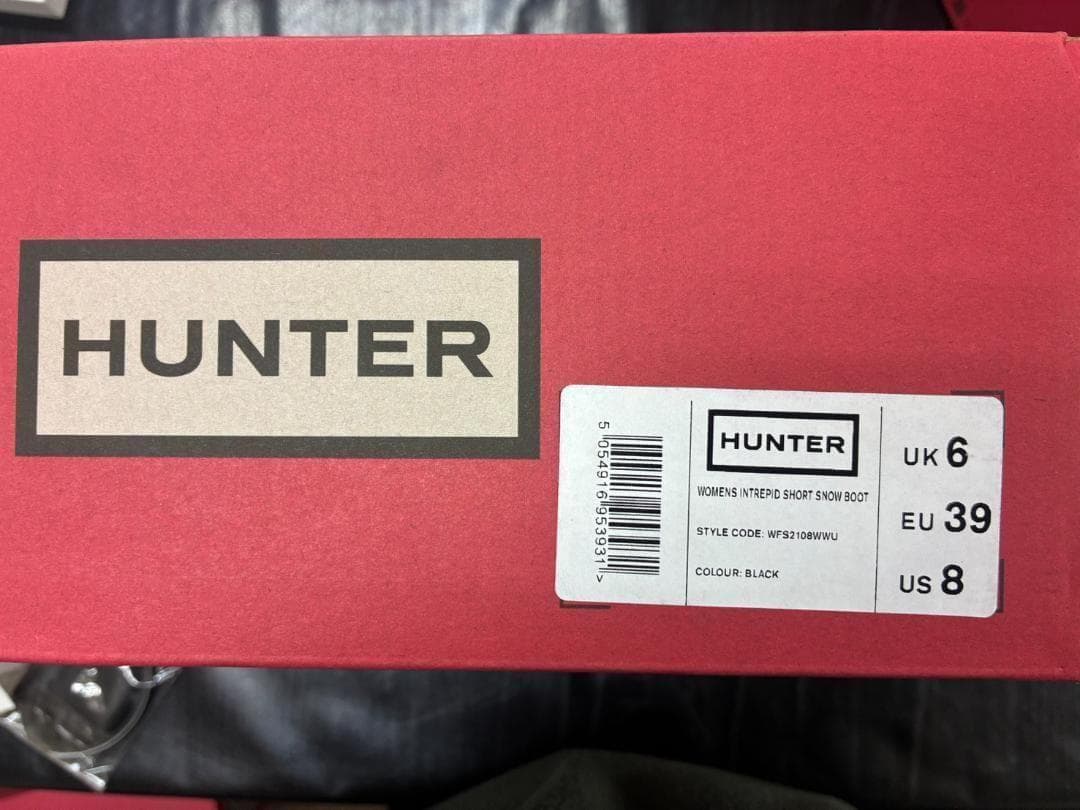 HUNTER
5 054916 953931 >
HUNTER
WOMENS INTREPID SHORT SNOW BOOT
STYLE CODE: WFS2108WWU
COLOUR: BLACK
UK 6
EU 39
US 8